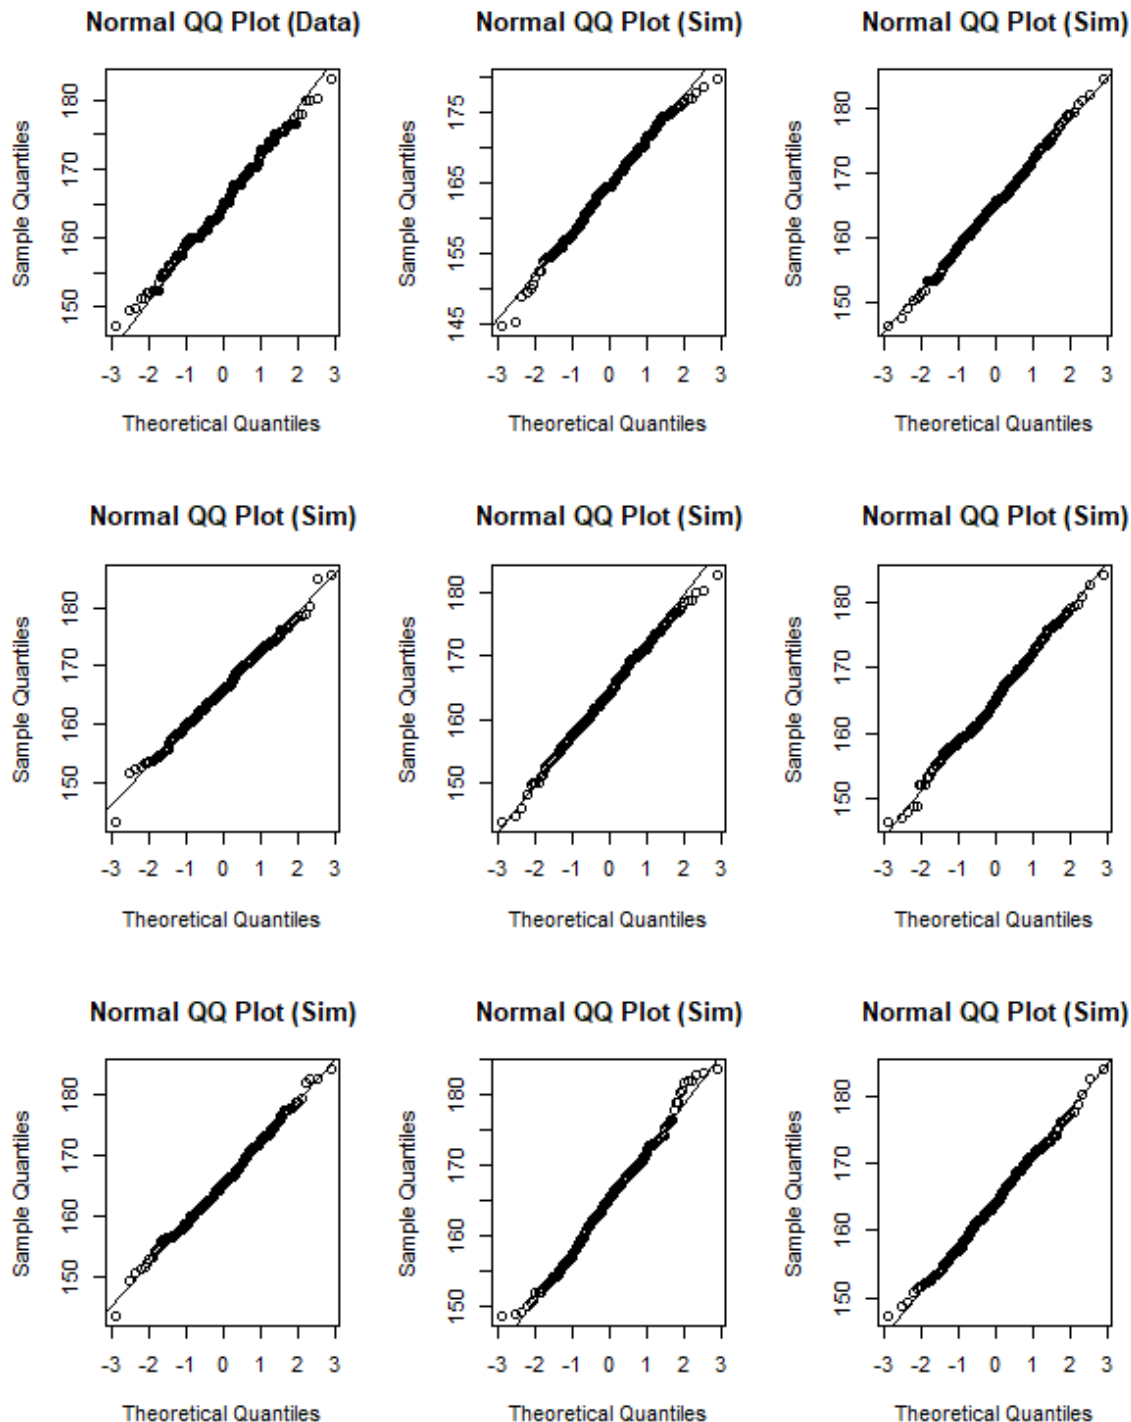 Normal QQ Plot (Data)
Sample Quantiles
150 160 170 180
-3 -2 -1 0 1 2 3
Theoretical Quantiles
Normal QQ Plot (Sim)
Sample Quantiles
145 155 165 175
-3 -2 -1 0 1 2 3
Theoretical Quantiles
Normal QQ Plot (Sim)
Sample Quantiles
150 160 170 180
-3 -2 -1 0 1 2 3
Theoretical Quantiles
Normal QQ Plot (Sim)
Sample Quantiles
150 160 170 180
-3 -2 -1 0 1 2 3
Theoretical Quantiles
Normal QQ Plot (Sim)
Sample Quantiles
150 160 170 180
-3 -2 -1 0 1 2 3
Theoretical Quantiles
Normal QQ Plot (Sim)
Sample Quantiles
150 160 170 180
-3 -2 -1 0 1 2 3
Theoretical Quantiles
Normal QQ Plot (Sim)
Sample Quantiles
150 160 170 180
-3 -2 -1 0 1 2 3
Theoretical Quantiles
Normal QQ Plot (Sim)
Sample Quantiles
150 160 170 180
-3 -2 -1 0 1 2 3
Theoretical Quantiles
Normal QQ Plot (Sim)
Sample Quantiles
150 160 170 180
-3 -2 -1 0 1 2 3
Theoretical Quantiles